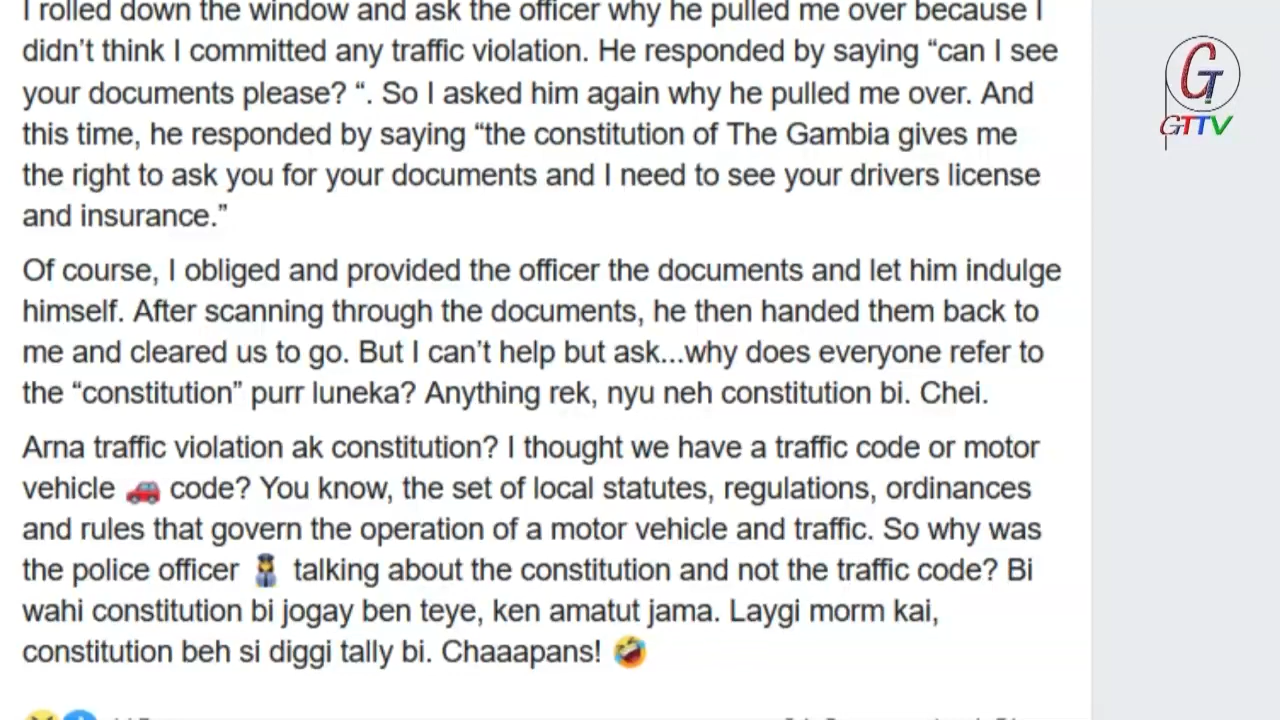 I rolled down the window and ask the officer why he pulled me over because I
didn’t think I committed any traffic violation. He responded by saying “can I see
your documents please? “. So I asked him again why he pulled me over. And
this time, he responded by saying “the constitution of The Gambia gives me
the right to ask you for your documents and I need to see your drivers license
and insurance.”
Of course, I obliged and provided the officer the documents and let him indulge
himself. After scanning through the documents, he then handed them back to
me and cleared us to go. But I can’t help but ask...why does everyone refer to
the “constitution” purr luneka? Anything rek, nyu neh constitution bi. Chei.
Arna traffic violation ak constitution? I thought we have a traffic code or motor
vehicle 🚗 code? You know, the set of local statutes, regulations, ordinances
and rules that govern the operation of a motor vehicle and traffic. So why was
the police officer 👮 talking about the constitution and not the traffic code? Bi
wahi constitution bi jogay ben teye, ken amatut jama. Laygi morm kai,
constitution beh si diggi tally bi. Chaaapans! 🤣
GT
GTTV